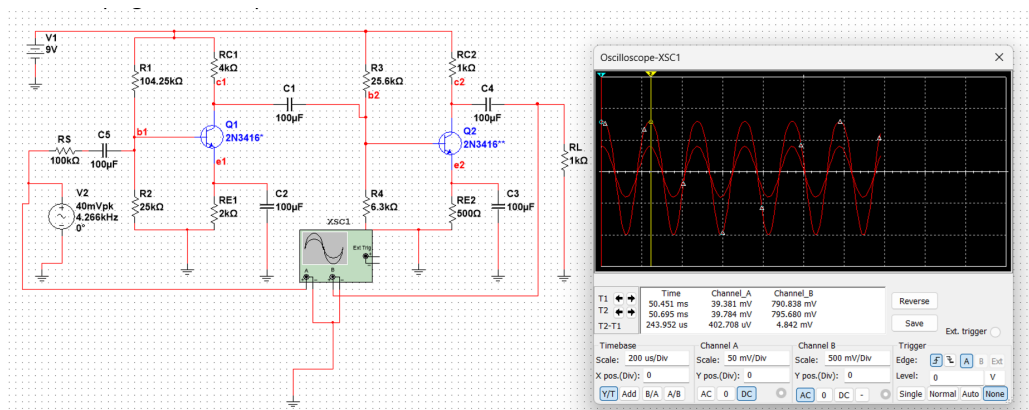 V1
9V
R1
104.25kΩ
RC1
4kΩ
c1
C1
100µF
R3
25.6kΩ
b2
RC2
1kΩ
c2
C4
100µF
b1
Q1
2N3416*
Q2
2N3416**
RS
100kΩ
C5
100µF
e1
e2
RL
1kΩ
V2
40mVpk
4.266kHz
0°
R2
25kΩ
RE1
2kΩ
C2
100µF
R4
6.3kΩ
RE2
500Ω
C3
100µF
XSC1
Ext Trig
A
B
Oscilloscope-XSC1
T1
T2
T2-T1
Time Channel_A Channel_B
50.451 ms 39.381 mV 790.838 mV
50.695 ms 39.784 mV 795.680 mV
243.952 us 402.708 uV 4.842 mV
Reverse
Save
Ext. trigger
Timebase
Scale: 200 us/Div
X pos.(Div): 0
Y/T Add B/A A/B
Channel A
Scale: 50 mV/Div
Y pos.(Div): 0
AC 0 DC
Channel B
Scale: 500 mV/Div
Y pos.(Div): 0
AC 0 DC -
Trigger
Edge: A B Ext
Level: 0 V
Single Normal Auto None